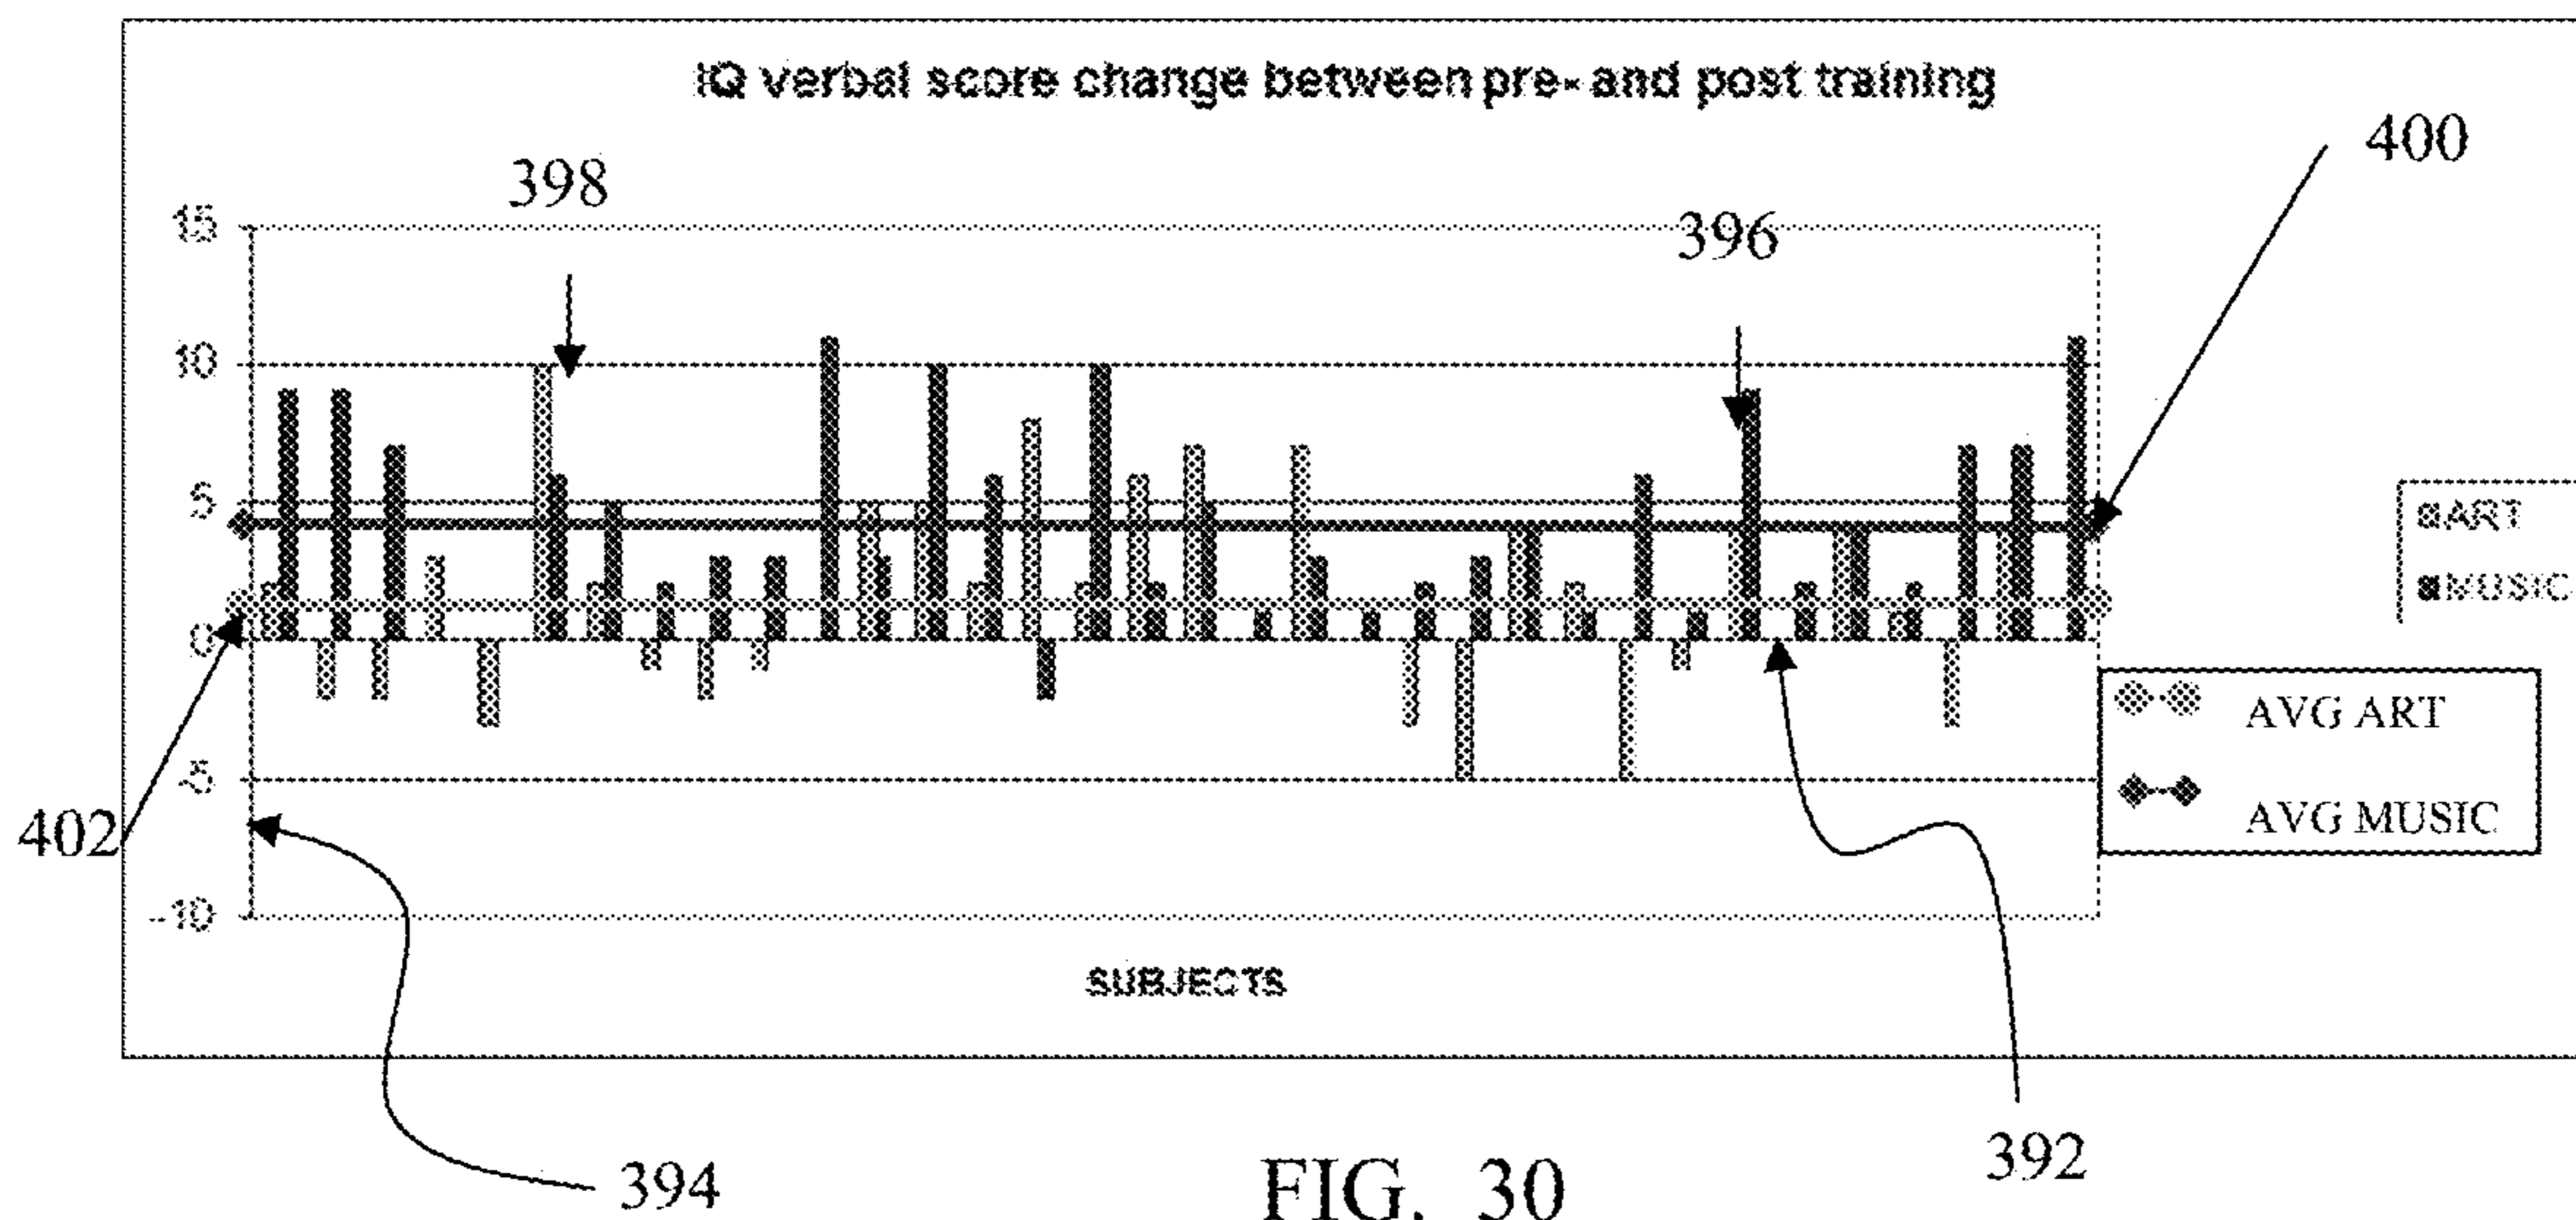 IQ verbal score change between pre- and post training
400
398
396
15
10
5
0
-5
-10
ART
MUSIC
AVG ART
AVG MUSIC
402
SUBJECTS
394
392
FIG. 30